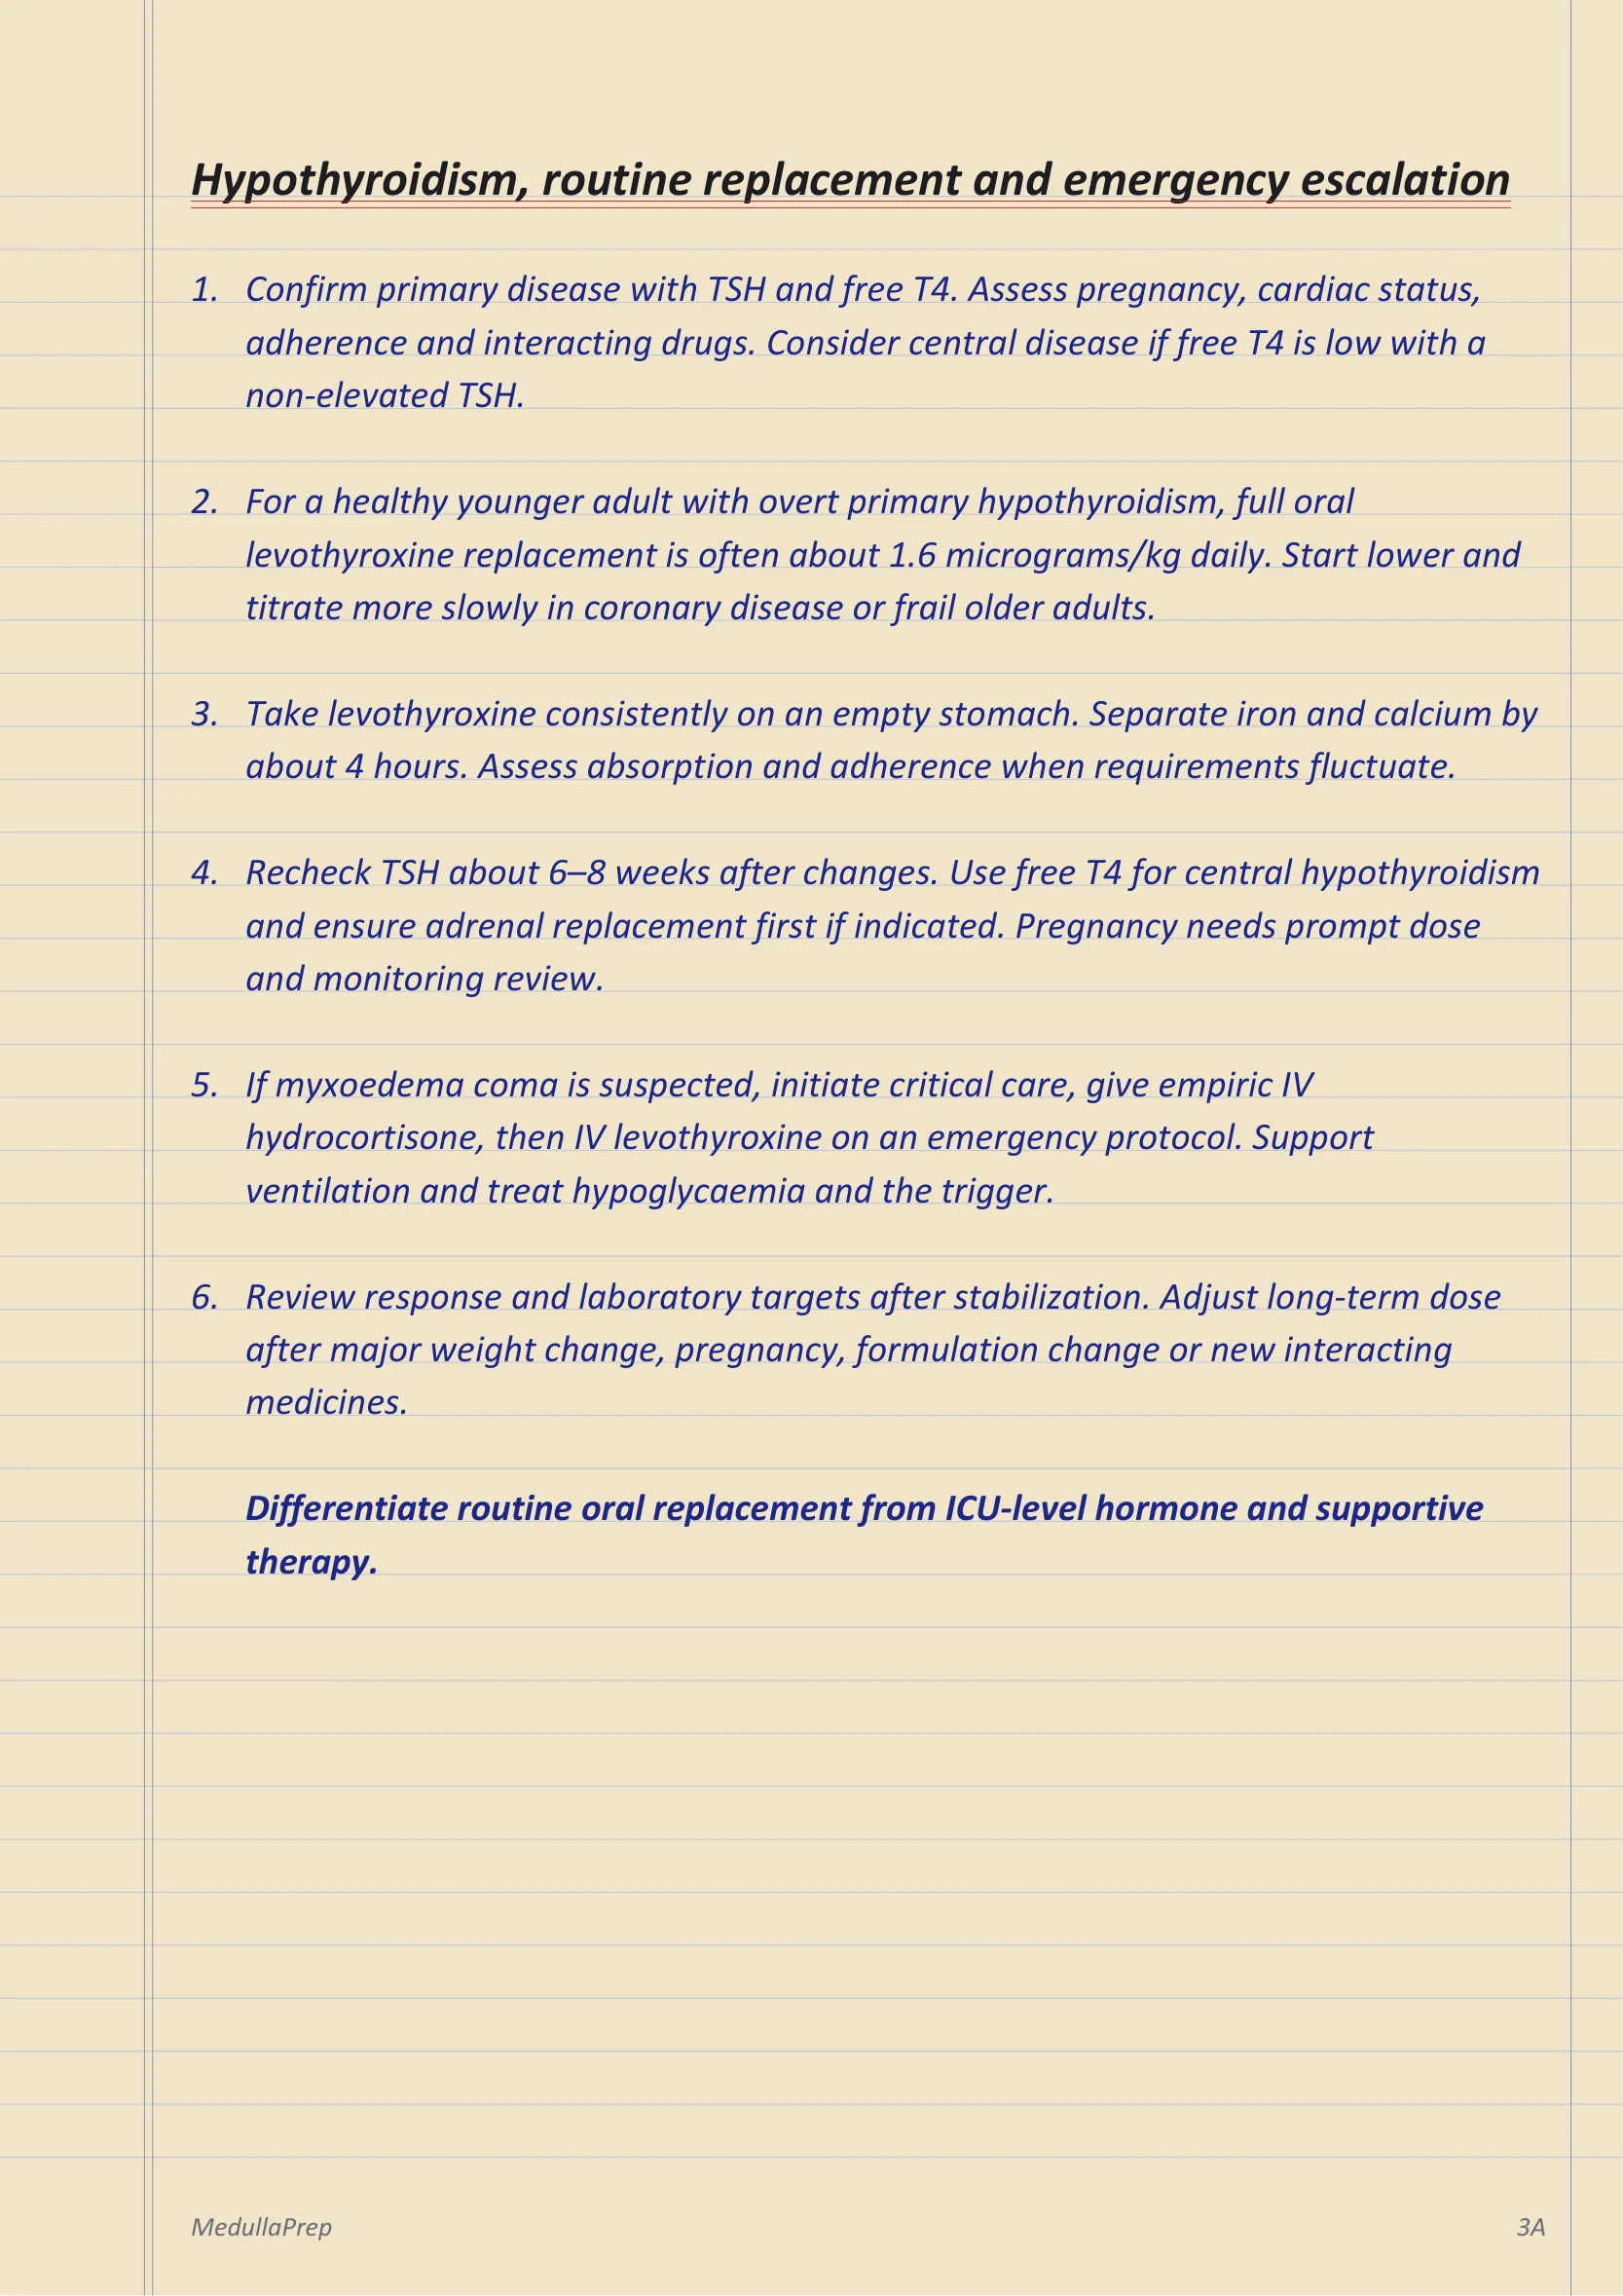 Hypothyroidism, routine replacement and emergency escalation
1. Confirm primary disease with TSH and free T4. Assess pregnancy, cardiac status,
adherence and interacting drugs. Consider central disease if free T4 is low with a
non-elevated TSH.
2. For a healthy younger adult with overt primary hypothyroidism, full oral
levothyroxine replacement is often about 1.6 micrograms/kg daily. Start lower and
titrate more slowly in coronary disease or frail older adults.
3. Take levothyroxine consistently on an empty stomach. Separate iron and calcium by
about 4 hours. Assess absorption and adherence when requirements fluctuate.
4. Recheck TSH about 6–8 weeks after changes. Use free T4 for central hypothyroidism
and ensure adrenal replacement first if indicated. Pregnancy needs prompt dose
and monitoring review.
5. If myxoedema coma is suspected, initiate critical care, give empiric IV
hydrocortisone, then IV levothyroxine on an emergency protocol. Support
ventilation and treat hypoglycaemia and the trigger.
6. Review response and laboratory targets after stabilization. Adjust long-term dose
after major weight change, pregnancy, formulation change or new interacting
medicines.
Differentiate routine oral replacement from ICU-level hormone and supportive
therapy.
MedullaPrep
3A